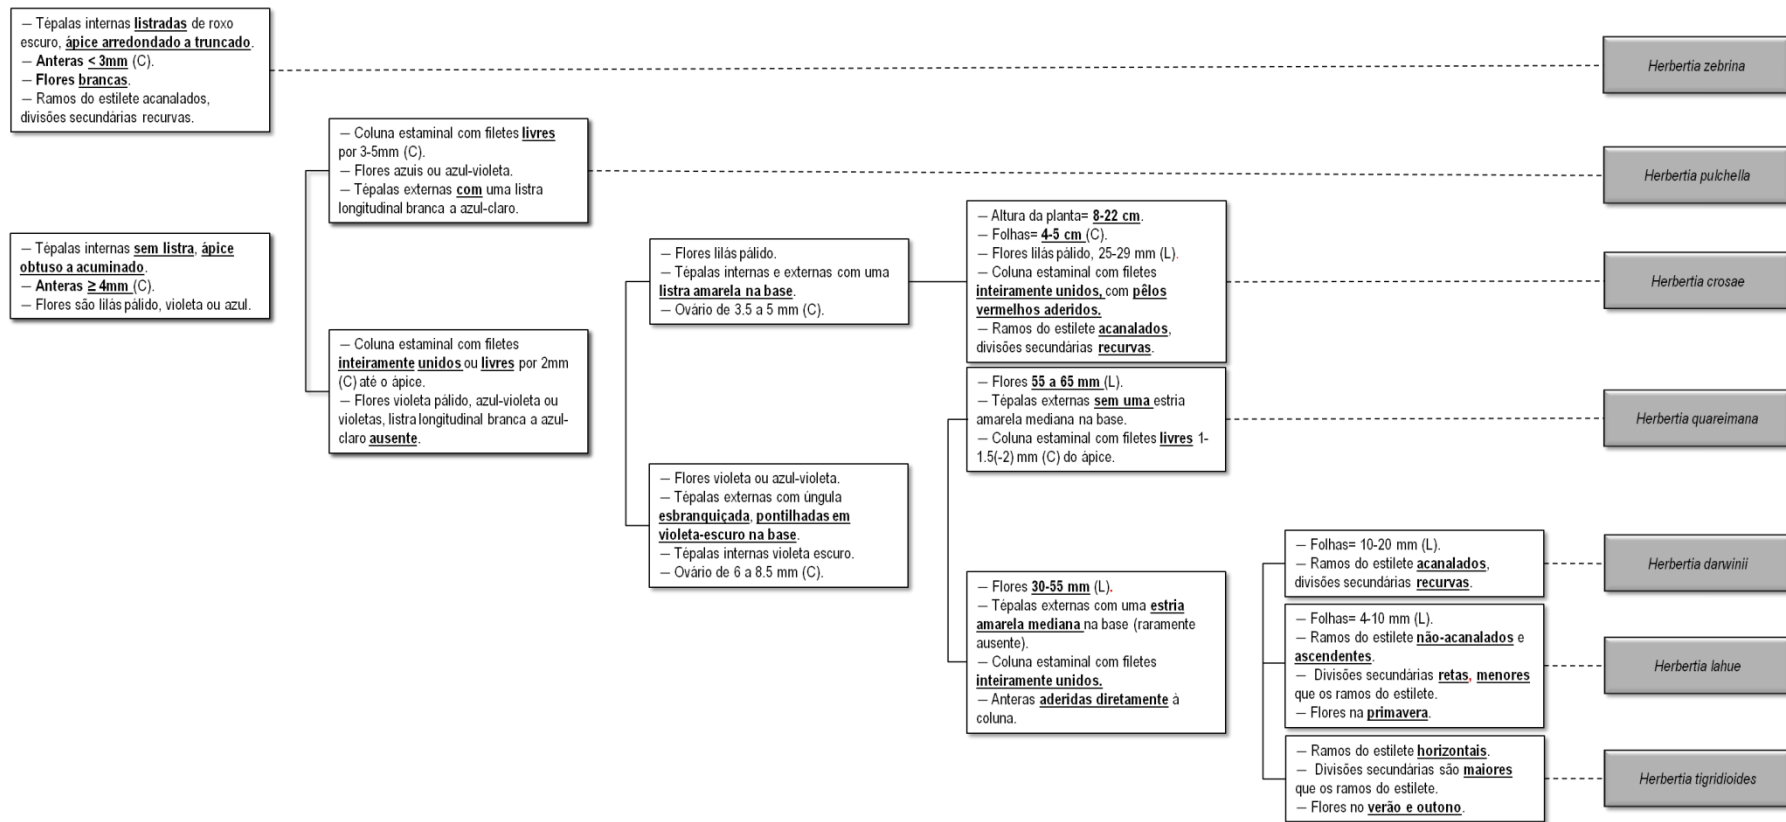 — Tépalas internas listradas de roxo
escuro, ápice arredondado a truncado.
— Anteras < 3mm (C).
— Flores brancas.
— Ramos do estilete acanalados,
divisões secundárias recurvas.
Herbertia zebrina
— Coluna estaminal com filetes livres
por 3-5mm (C).
— Flores azuis ou azul-violeta.
— Tépalas externas com uma listra
longitudinal branca a azul-claro.
Herbertia pulchella
— Tépalas internas sem listra, ápice
obtuso a acuminado.
— Anteras ≥ 4mm (C).
— Flores são lilás pálido, violeta ou azul.
— Coluna estaminal com filetes
inteiramente unidos ou livres por 2mm
(C) até o ápice.
— Flores violeta pálido, azul-violeta ou
violetas, listra longitudinal branca a azul-
claro ausente.
— Flores lilás pálido.
— Tépalas internas e externas com uma
listra amarela na base.
— Ovário de 3.5 a 5 mm (C).
— Altura da planta= 8-22 cm.
— Folhas= 4-5 cm (C).
— Flores lilás pálido, 25-29 mm (L).
— Coluna estaminal com filetes
inteiramente unidos, com pêlos
vermelhos aderidos.
— Ramos do estilete acanalados,
divisões secundárias recurvas.
Herbertia crosae
— Flores violeta ou azul-violeta.
— Tépalas externas com úngula
esbranquiçada, pontilhadas em
violeta-escuro na base.
— Tépalas internas violeta escuro.
— Ovário de 6 a 8.5 mm (C).
— Flores 55 a 65 mm (L).
— Tépalas externas sem uma estria
amarela mediana na base.
— Coluna estaminal com filetes livres 1-
1.5(-2) mm (C) do ápice.
Herbertia quareimana
— Flores 30-55 mm (L).
— Tépalas externas com uma estria
amarela mediana na base (raramente
ausente).
— Coluna estaminal com filetes
inteiramente unidos.
— Anteras aderidas diretamente à
coluna.
— Folhas= 10-20 mm (L).
— Ramos do estilete acanalados,
divisões secundárias recurvas.
Herbertia darwinii
— Folhas= 4-10 mm (L).
— Ramos do estilete não-acanalados e
ascendentes.
— Divisões secundárias retas, menores
que os ramos do estilete.
— Flores na primavera.
Herbertia lahue
— Ramos do estilete horizontais.
— Divisões secundárias são maiores
que os ramos do estilete.
— Flores no verão e outono.
Herbertia tigridioides